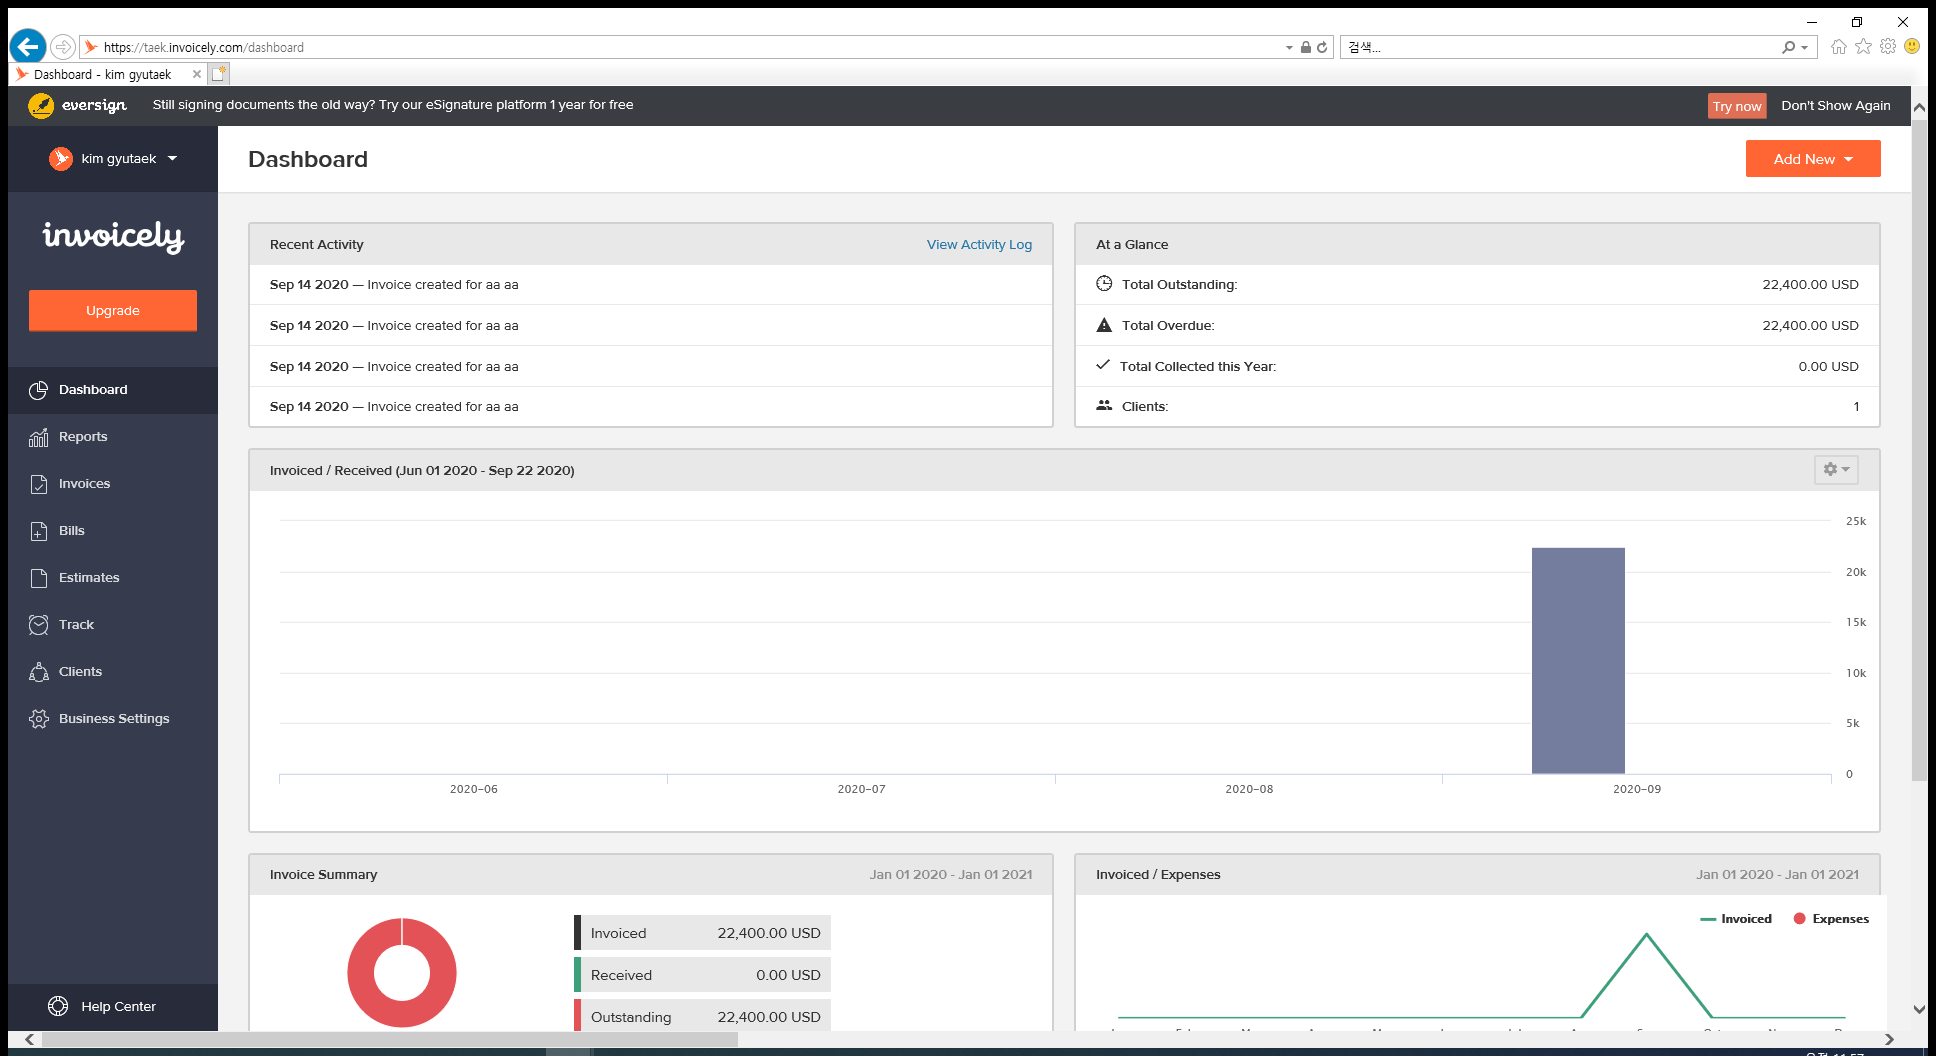 https://taek.invoicely.com/dashboard
검색...
Dashboard - kim gyutaek
eversign
Still signing documents the old way? Try our eSignature platform 1 year for free
Try now
Don't Show Again
kim gyutaek
Dashboard
Add New
invoicely
Upgrade
Dashboard
Reports
Invoices
Bills
Estimates
Track
Clients
Business Settings
Help Center
Recent Activity
View Activity Log
Sep 14 2020 — Invoice created for aa aa
Sep 14 2020 — Invoice created for aa aa
Sep 14 2020 — Invoice created for aa aa
Sep 14 2020 — Invoice created for aa aa
At a Glance
Total Outstanding: 22,400.00 USD
Total Overdue: 22,400.00 USD
Total Collected this Year: 0.00 USD
Clients: 1
Invoiced / Received (Jun 01 2020 - Sep 22 2020)
25k
20k
15k
10k
5k
0
2020-06 2020-07 2020-08 2020-09
Invoice Summary
Jan 01 2020 - Jan 01 2021
Invoiced 22,400.00 USD
Received 0.00 USD
Outstanding 22,400.00 USD
Invoiced / Expenses
Jan 01 2020 - Jan 01 2021
Invoiced Expenses